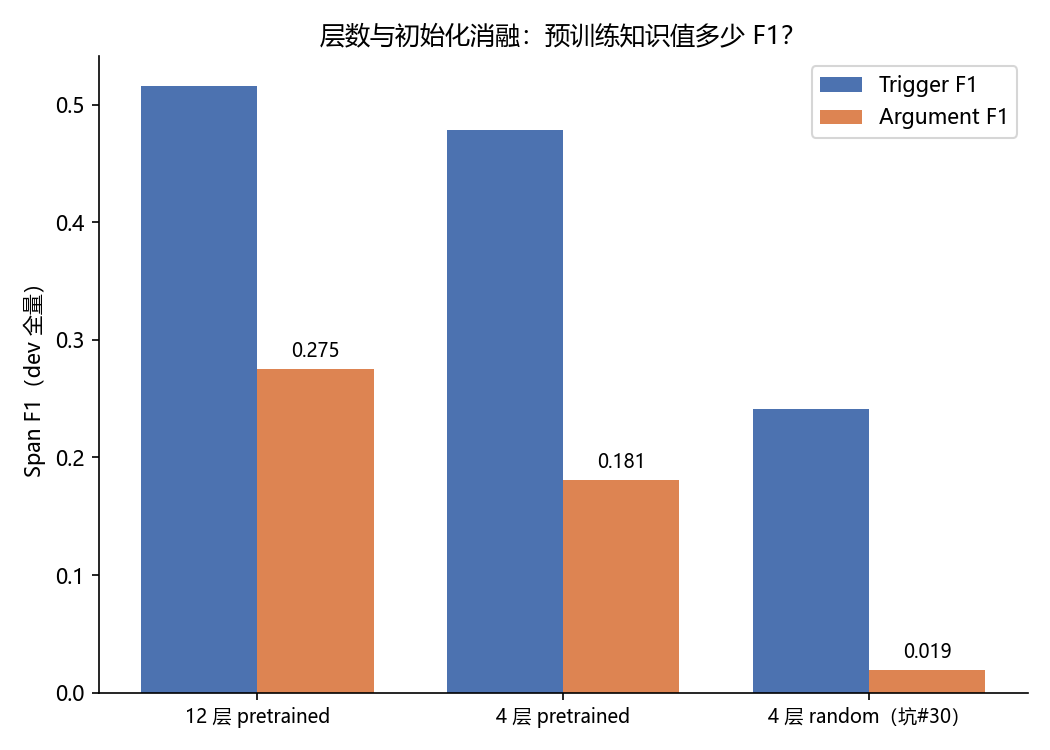 层数与初始化消融：预训练知识值多少 F1？
Trigger F1
Argument F1
Span F1（dev 全量）
0.5
0.4
0.3
0.2
0.1
0.0
0.275
0.181
0.019
12 层 pretrained
4 层 pretrained
4 层 random（坑#30）